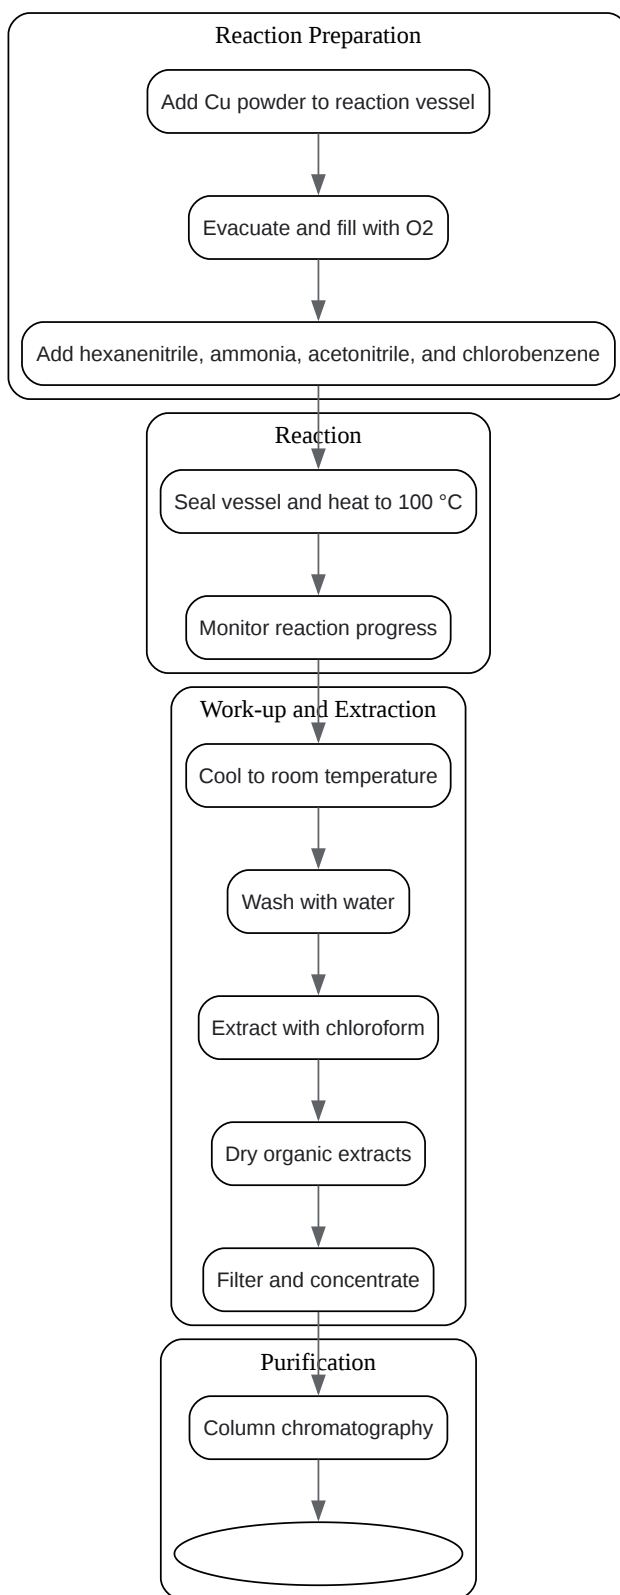 Reaction Preparation
Add Cu powder to reaction vessel
Evacuate and fill with O2
Add hexanenitrile, ammonia, acetonitrile, and chlorobenzene
Reaction
Seal vessel and heat to 100 °C
Monitor reaction progress
Work-up and Extraction
Cool to room temperature
Wash with water
Extract with chloroform
Dry organic extracts
Filter and concentrate
Purification
Column chromatography